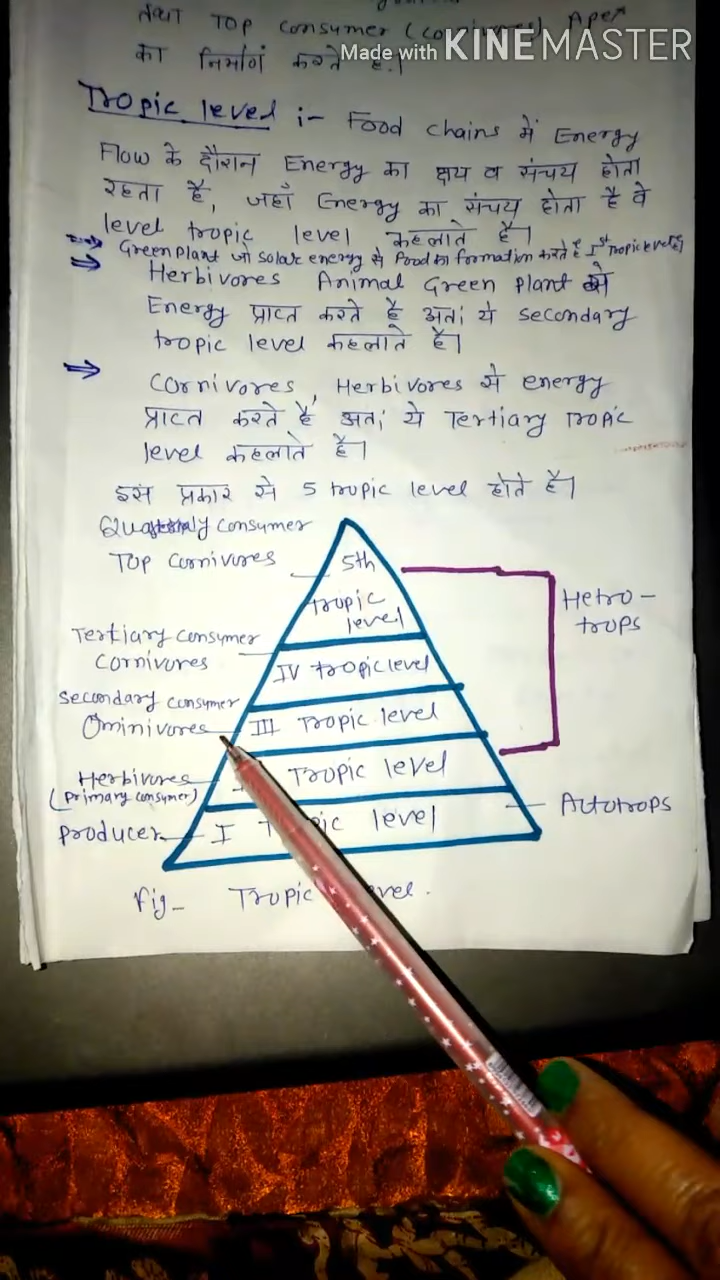 तथा TOP Consumer (cornivores) Apex
का निर्माण करते है.।
Made with KINEMASTER
Tropic level :- Food chains में Energy
Flow के दौरान Energy का क्षय व संचय होता
रहता है, जहाँ Energy का संचय होता है वे
level tropic level कहलाते है।
Green plant जो solar energy से Food का formation करते है Ist Tropic level है
Herbivores Animal Green plant से
Energy प्राप्त करते है अतः ये secondary
tropic level कहलाते है।
Cornivores, Herbivores से energy
प्राप्त करते है अतः ये Tertiary Tropic
level कहलाते है।
इस प्रकार से 5 tropic level होते है।
consumer
TOP Cornivores
5th
Tropic
level
Hetro-
trops
Tertiary consumer
Cornivores
IV tropic level
Secondary consumer
Ominivores
III Tropic level
Herbivores
(primary consumer)
Tropic level
Autotrops
producer
I level
Fig- Tropic